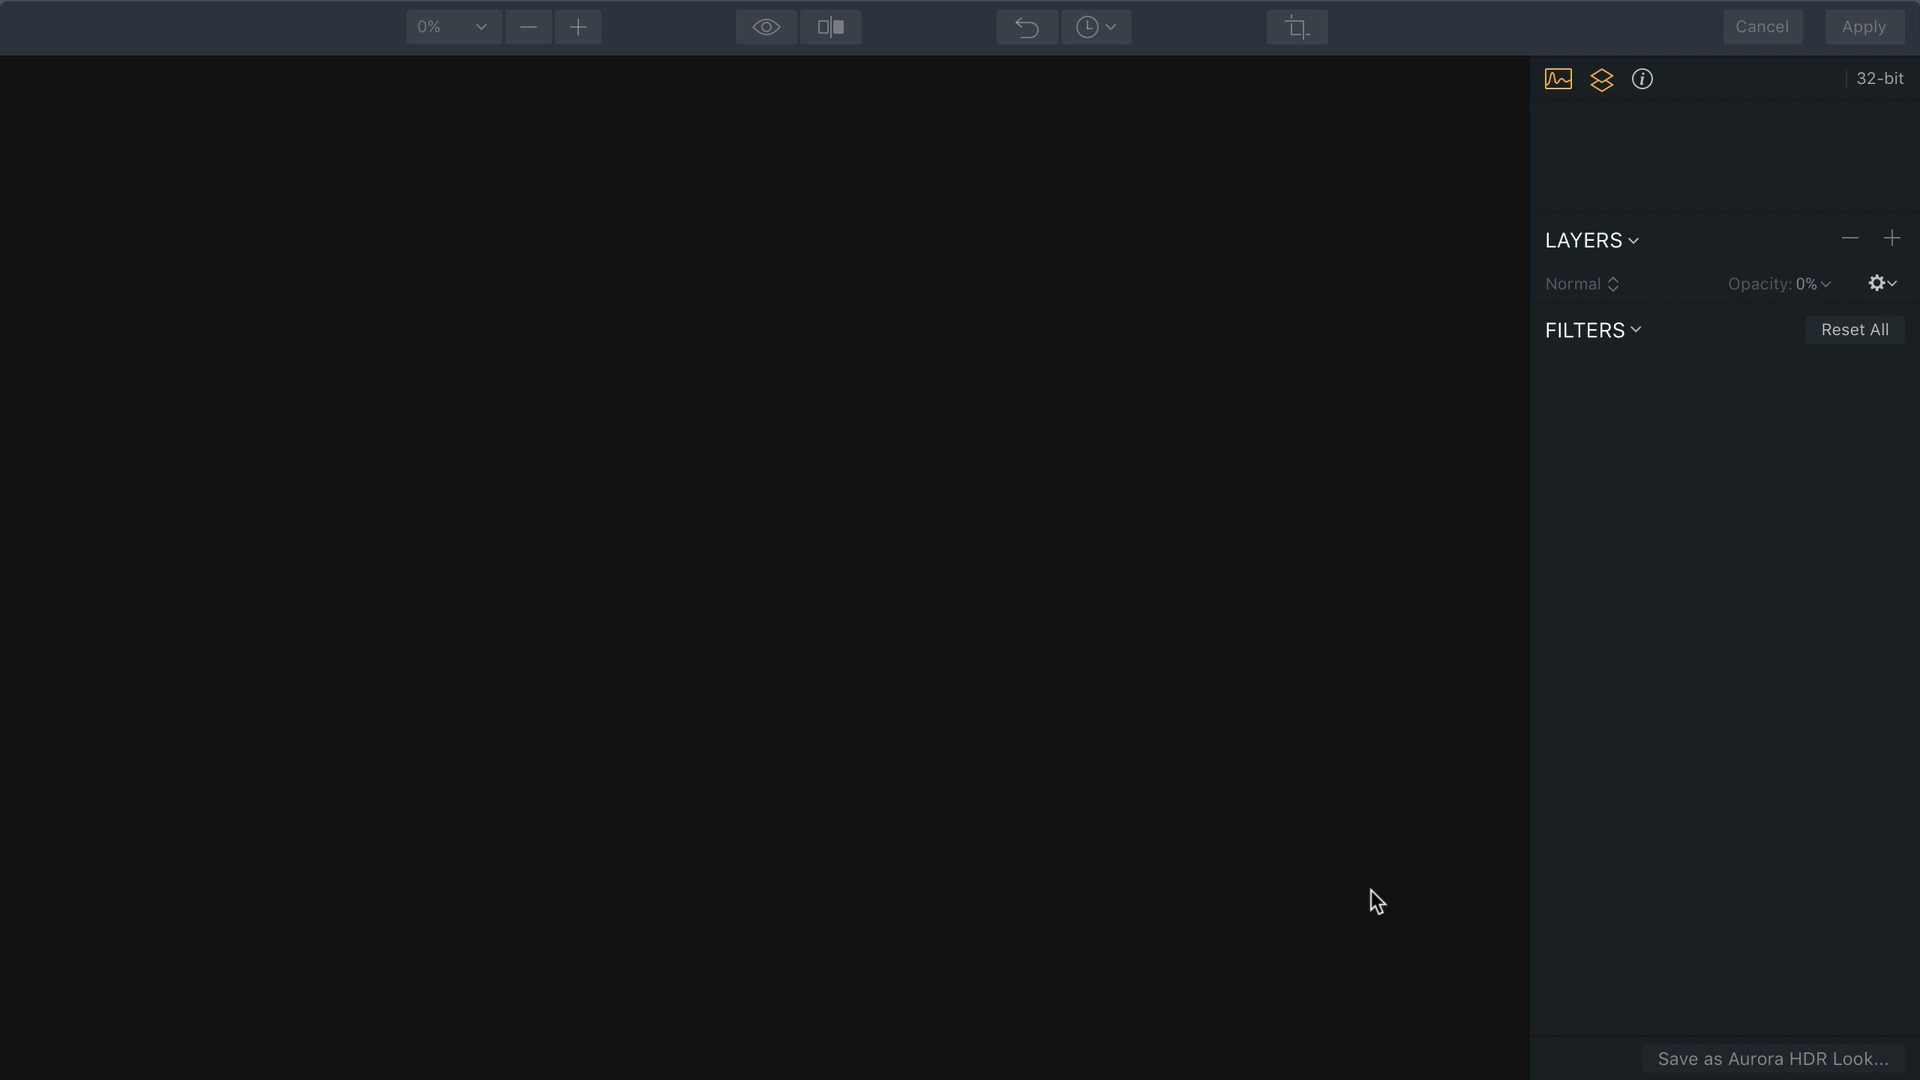 0%
Cancel
Apply
32-bit
LAYERS
Normal
Opacity: 0%
FILTERS
Reset All
Save as Aurora HDR Look...